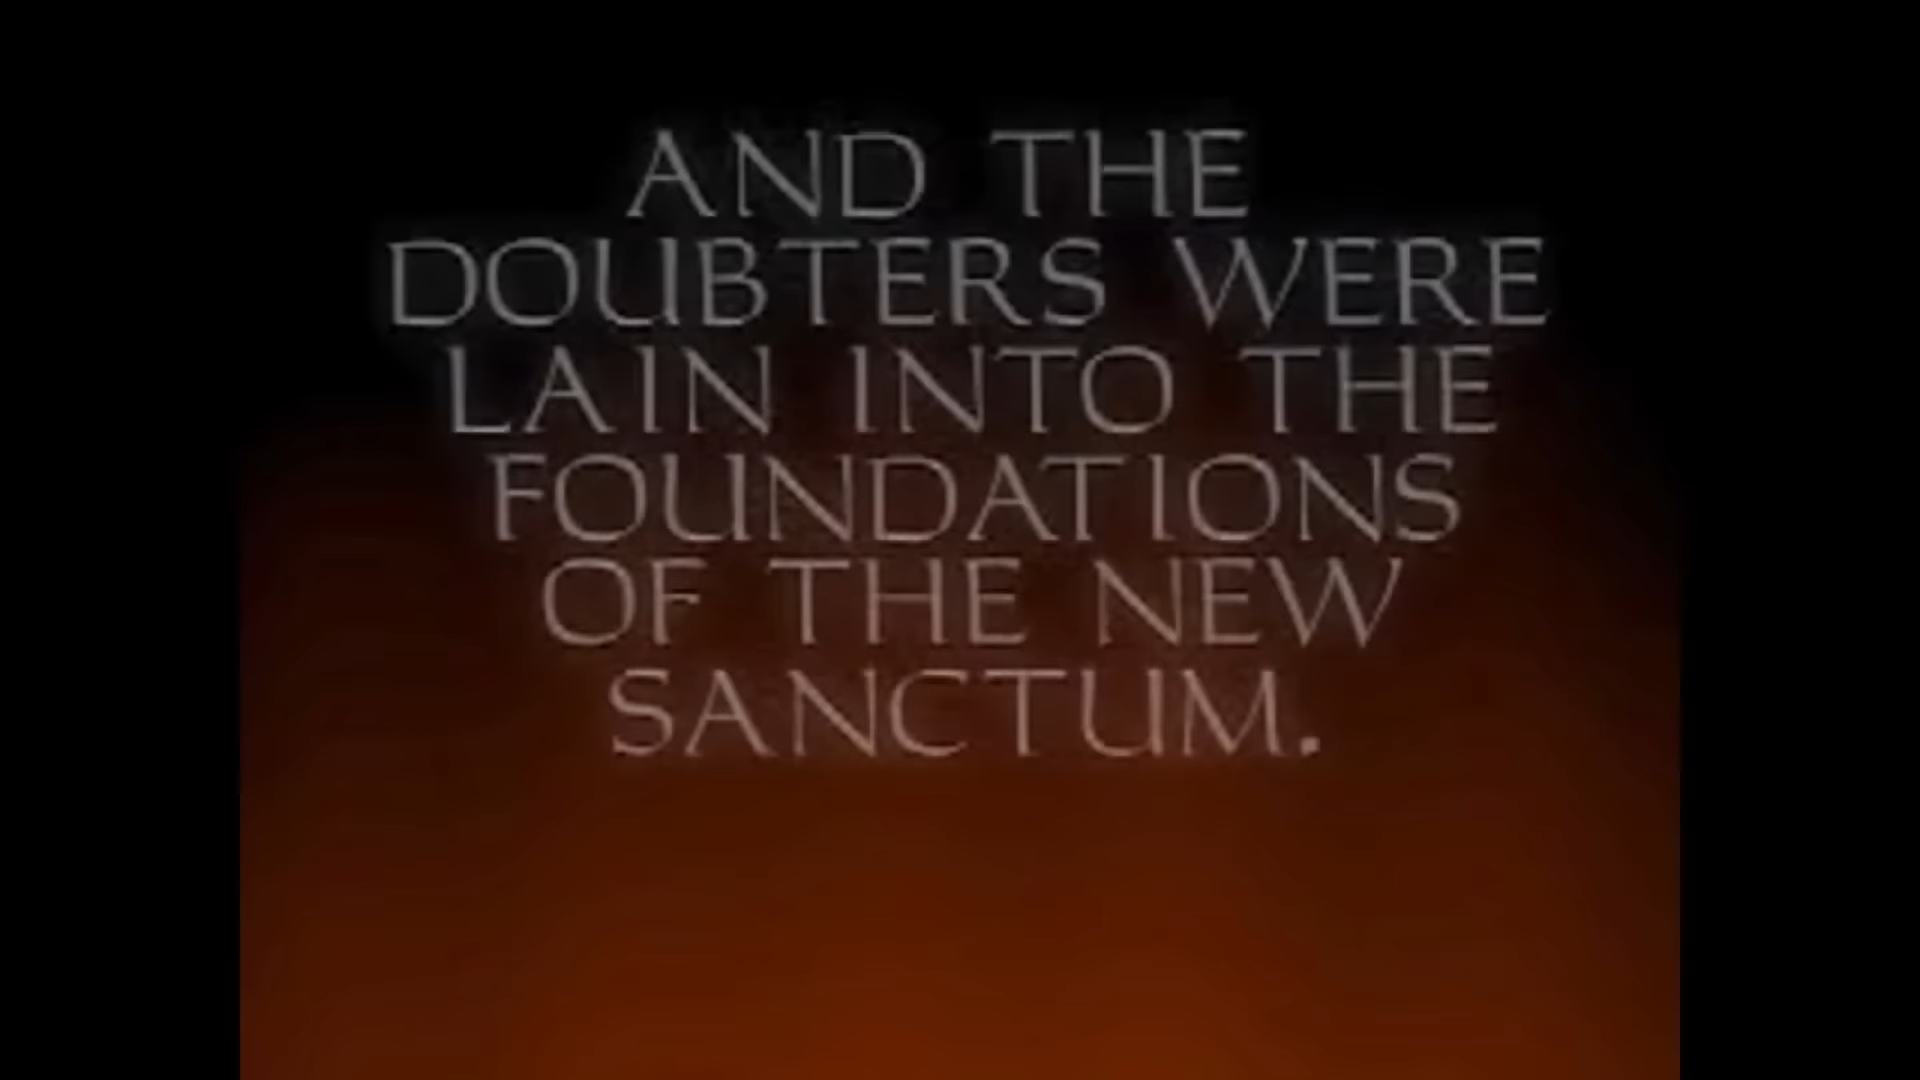 AND THE
DOUBTERS WERE
LAIN INTO THE
FOUNDATIONS
OF THE NEW
SANCTUM.